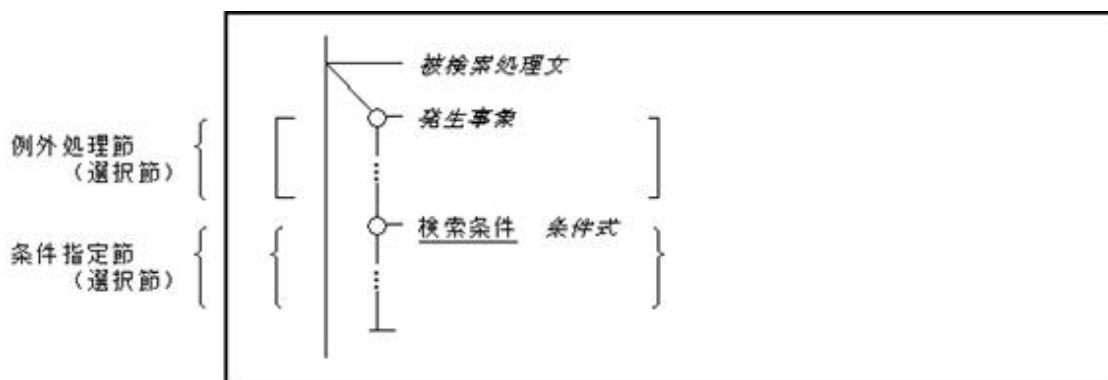 被検索処理文
発生事象
例外処理節
（選択節）
検索条件 条件式
条件指定節
（選択節）